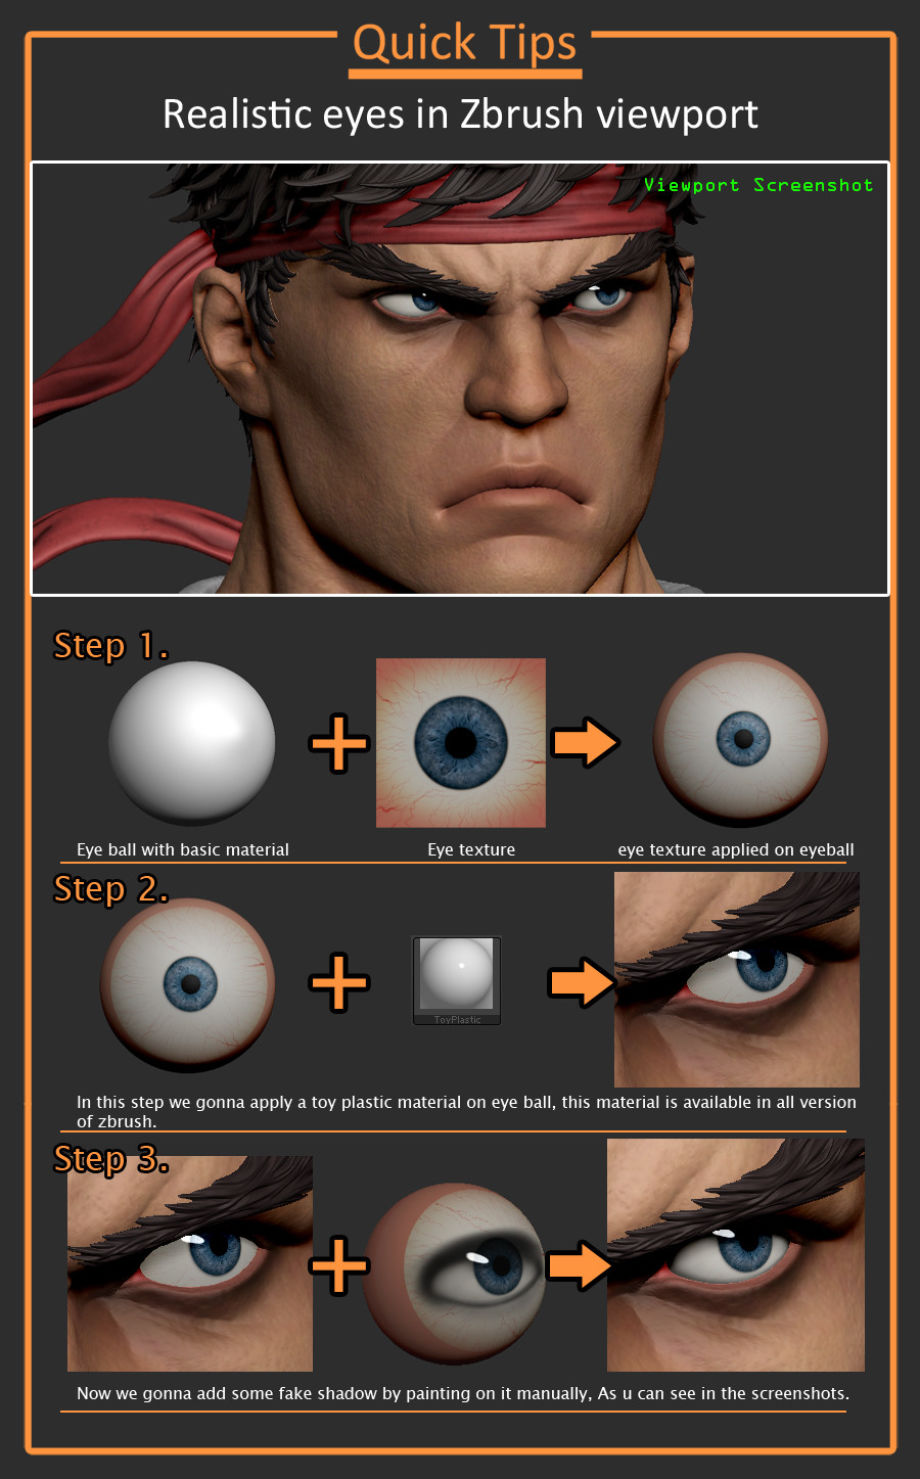 Quick Tips
Realistic eyes in Zbrush viewport
Viewport Screenshot
Step 1.
Eye ball with basic material
Eye texture
eye texture applied on eyeball
Step 2.
ToyPlastic
In this step we gonna apply a toy plastic material on eye ball, this material is available in all version
of zbrush.
Step 3.
Now we gonna add some fake shadow by painting on it manually, As u can see in the screenshots.